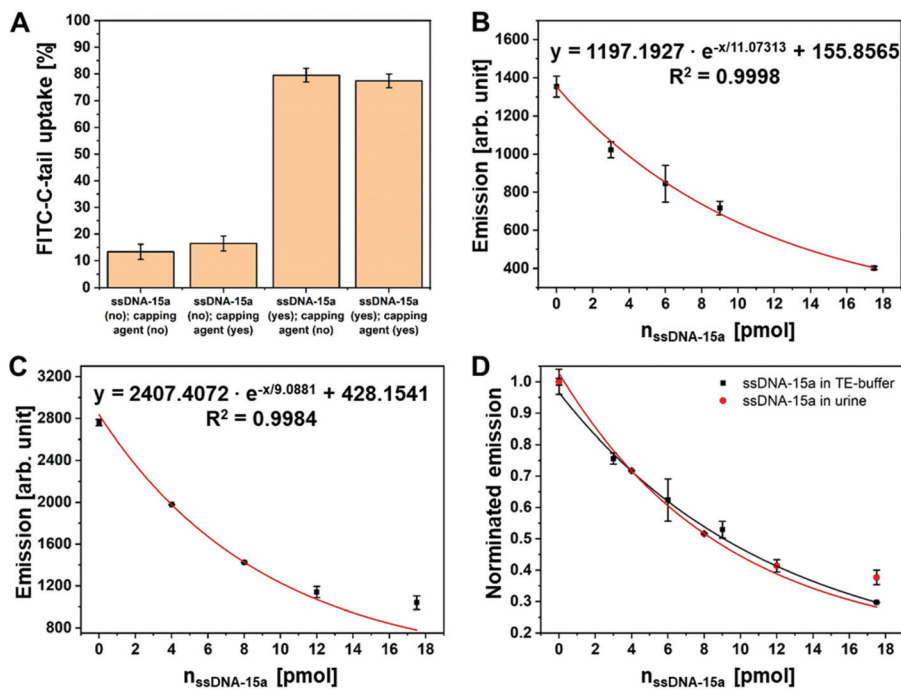 A
FITC-C-tail uptake [%]
100
90
80
70
60
50
40
30
20
10
0
ssDNA-15a (no); capping agent (no)
ssDNA-15a (no); capping agent (yes)
ssDNA-15a (yes); capping agent (no)
ssDNA-15a (yes); capping agent (yes)
B
y = 1197.1927 · e^-x/11.07313 + 155.8565
R² = 0.9998
Emission [arb. unit]
1600
1400
1200
1000
800
600
400
0 2 4 6 8 10 12 14 16 18
nssDNA-15a [pmol]
C
y = 2407.4072 · e^-x/9.0881 + 428.1541
R² = 0.9984
Emission [arb. unit]
3200
2800
2400
2000
1600
1200
800
0 2 4 6 8 10 12 14 16 18
nssDNA-15a [pmol]
D
ssDNA-15a in TE-buffer
ssDNA-15a in urine
Norminated emission
1.0
0.9
0.8
0.7
0.6
0.5
0.4
0.3
0.2
0 2 4 6 8 10 12 14 16 18
nssDNA-15a [pmol]